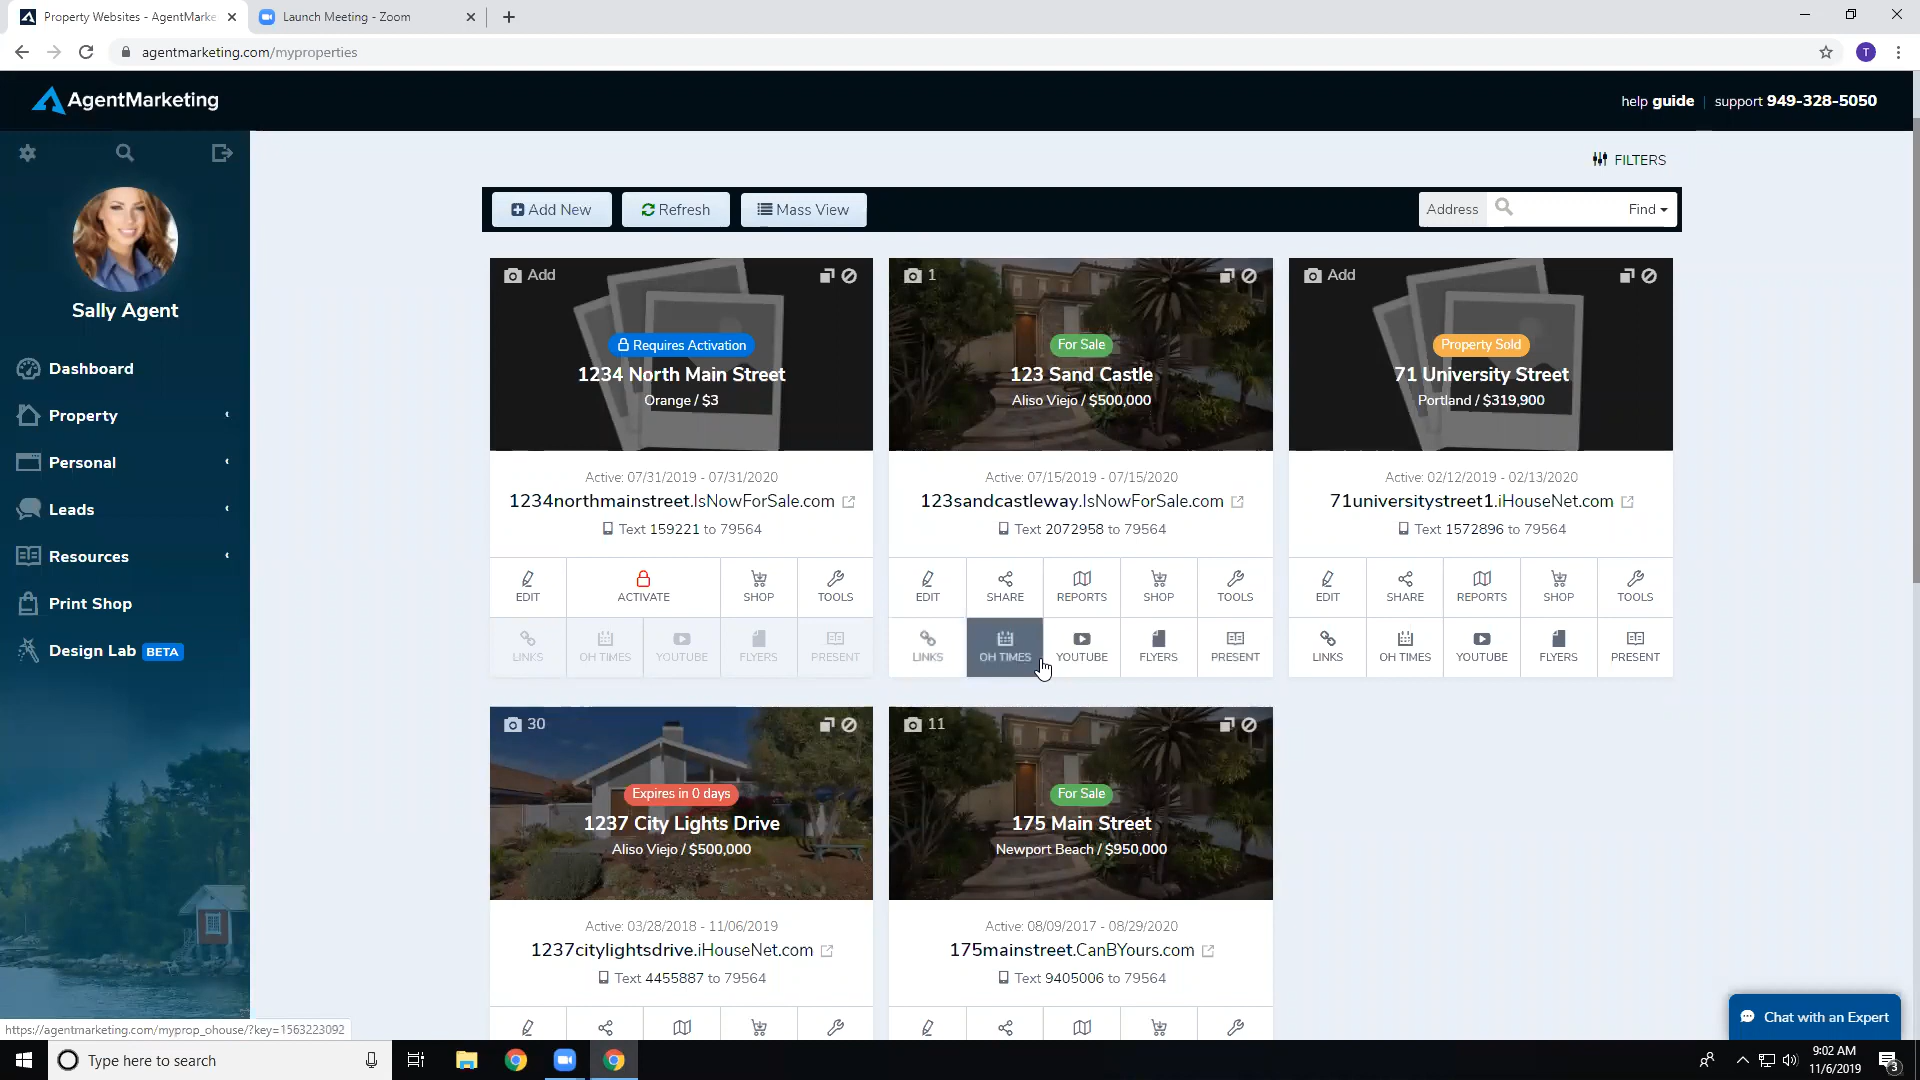 Property Websites - AgentMarke
Launch Meeting - Zoom
agentmarketing.com/myproperties
T
AgentMarketing
help guide | support 949-328-5050
Sally Agent
Dashboard
Property
Personal
Leads
Resources
Print Shop
Design Lab BETA
FILTERS
Add New Refresh Mass View
Address Find
Add
Requires Activation
1234 North Main Street
Orange / $3
Active: 07/31/2019 - 07/31/2020
1234northmainstreet.IsNowForSale.com
Text 159221 to 79564
EDIT ACTIVATE SHOP TOOLS
LINKS OH TIMES YOUTUBE FLYERS PRESENT
1
For Sale
123 Sand Castle
Aliso Viejo / $500,000
Active: 07/15/2019 - 07/15/2020
123sandcastleway.IsNowForSale.com
Text 2072958 to 79564
EDIT SHARE REPORTS SHOP TOOLS
LINKS OH TIMES YOUTUBE FLYERS PRESENT
Add
Property Sold
71 University Street
Portland / $319,900
Active: 02/12/2019 - 02/13/2020
71universitystreet1.iHouseNet.com
Text 1572896 to 79564
EDIT SHARE REPORTS SHOP TOOLS
LINKS OH TIMES YOUTUBE FLYERS PRESENT
30
Expires in 0 days
1237 City Lights Drive
Aliso Viejo / $500,000
Active: 03/28/2018 - 11/06/2019
1237citylightsdrive.iHouseNet.com
Text 4455887 to 79564
11
For Sale
175 Main Street
Newport Beach / $950,000
Active: 08/09/2017 - 08/29/2020
175mainstreet.CanBYours.com
Text 9405006 to 79564
Chat with an Expert
https://agentmarketing.com/myprop_ohouse/?key=1563223092
Type here to search
9:02 AM
11/6/2019
3